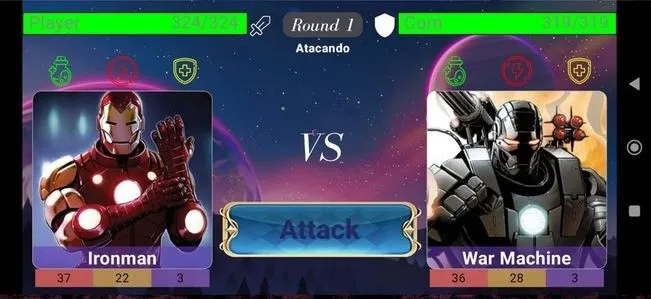 Player 324/324
Round 1
Com 319/319
Atacando
VS
Attack
Ironman
War Machine
37 22 3
36 28 3